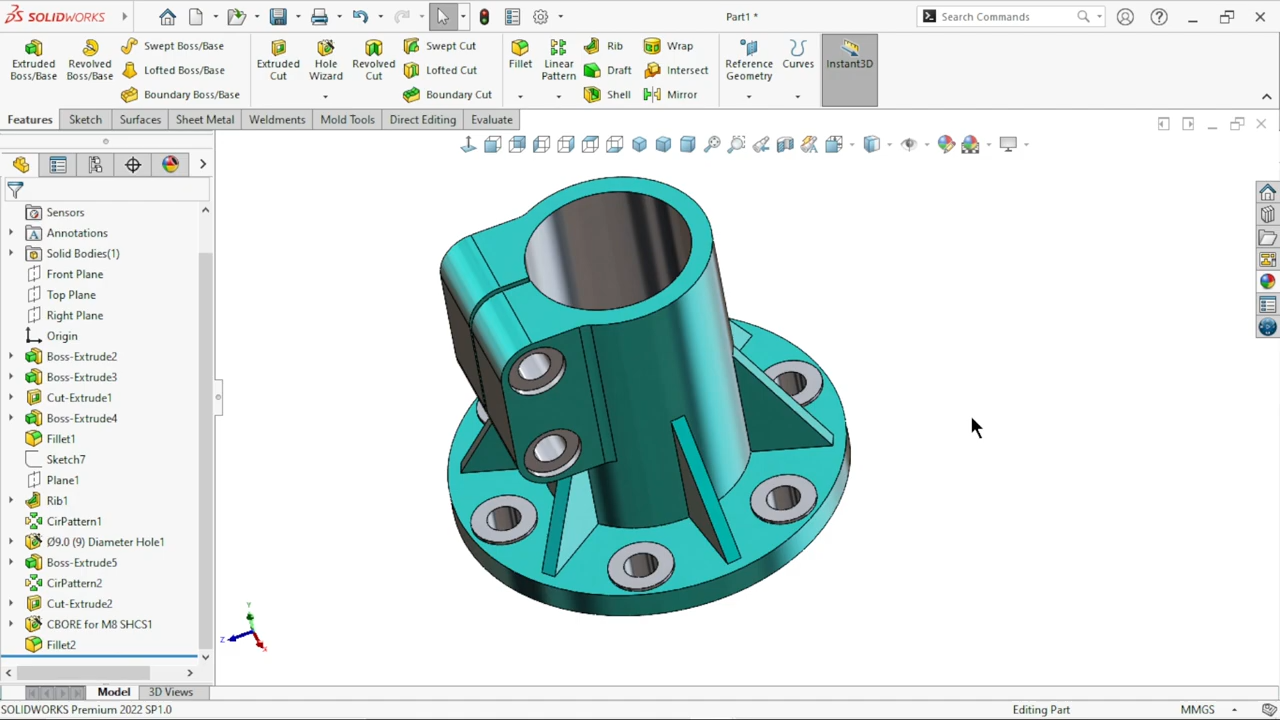 SOLIDWORKS
Part1 *
Search Commands
Extruded Boss/Base
Revolved Boss/Base
Swept Boss/Base
Lofted Boss/Base
Boundary Boss/Base
Extruded Cut
Hole Wizard
Revolved Cut
Swept Cut
Lofted Cut
Boundary Cut
Fillet
Linear Pattern
Rib
Draft
Shell
Wrap
Intersect
Mirror
Reference Geometry
Curves
Instant3D
Features
Sketch
Surfaces
Sheet Metal
Weldments
Mold Tools
Direct Editing
Evaluate
Sensors
Annotations
Solid Bodies(1)
Front Plane
Top Plane
Right Plane
Origin
Boss-Extrude2
Boss-Extrude3
Cut-Extrude1
Boss-Extrude4
Fillet1
Sketch7
Plane1
Rib1
CirPattern1
Ø9.0 (9) Diameter Hole1
Boss-Extrude5
CirPattern2
Cut-Extrude2
CBORE for M8 SHCS1
Fillet2
Y
Z
X
Model
3D Views
SOLIDWORKS Premium 2022 SP1.0
Editing Part
MMGS